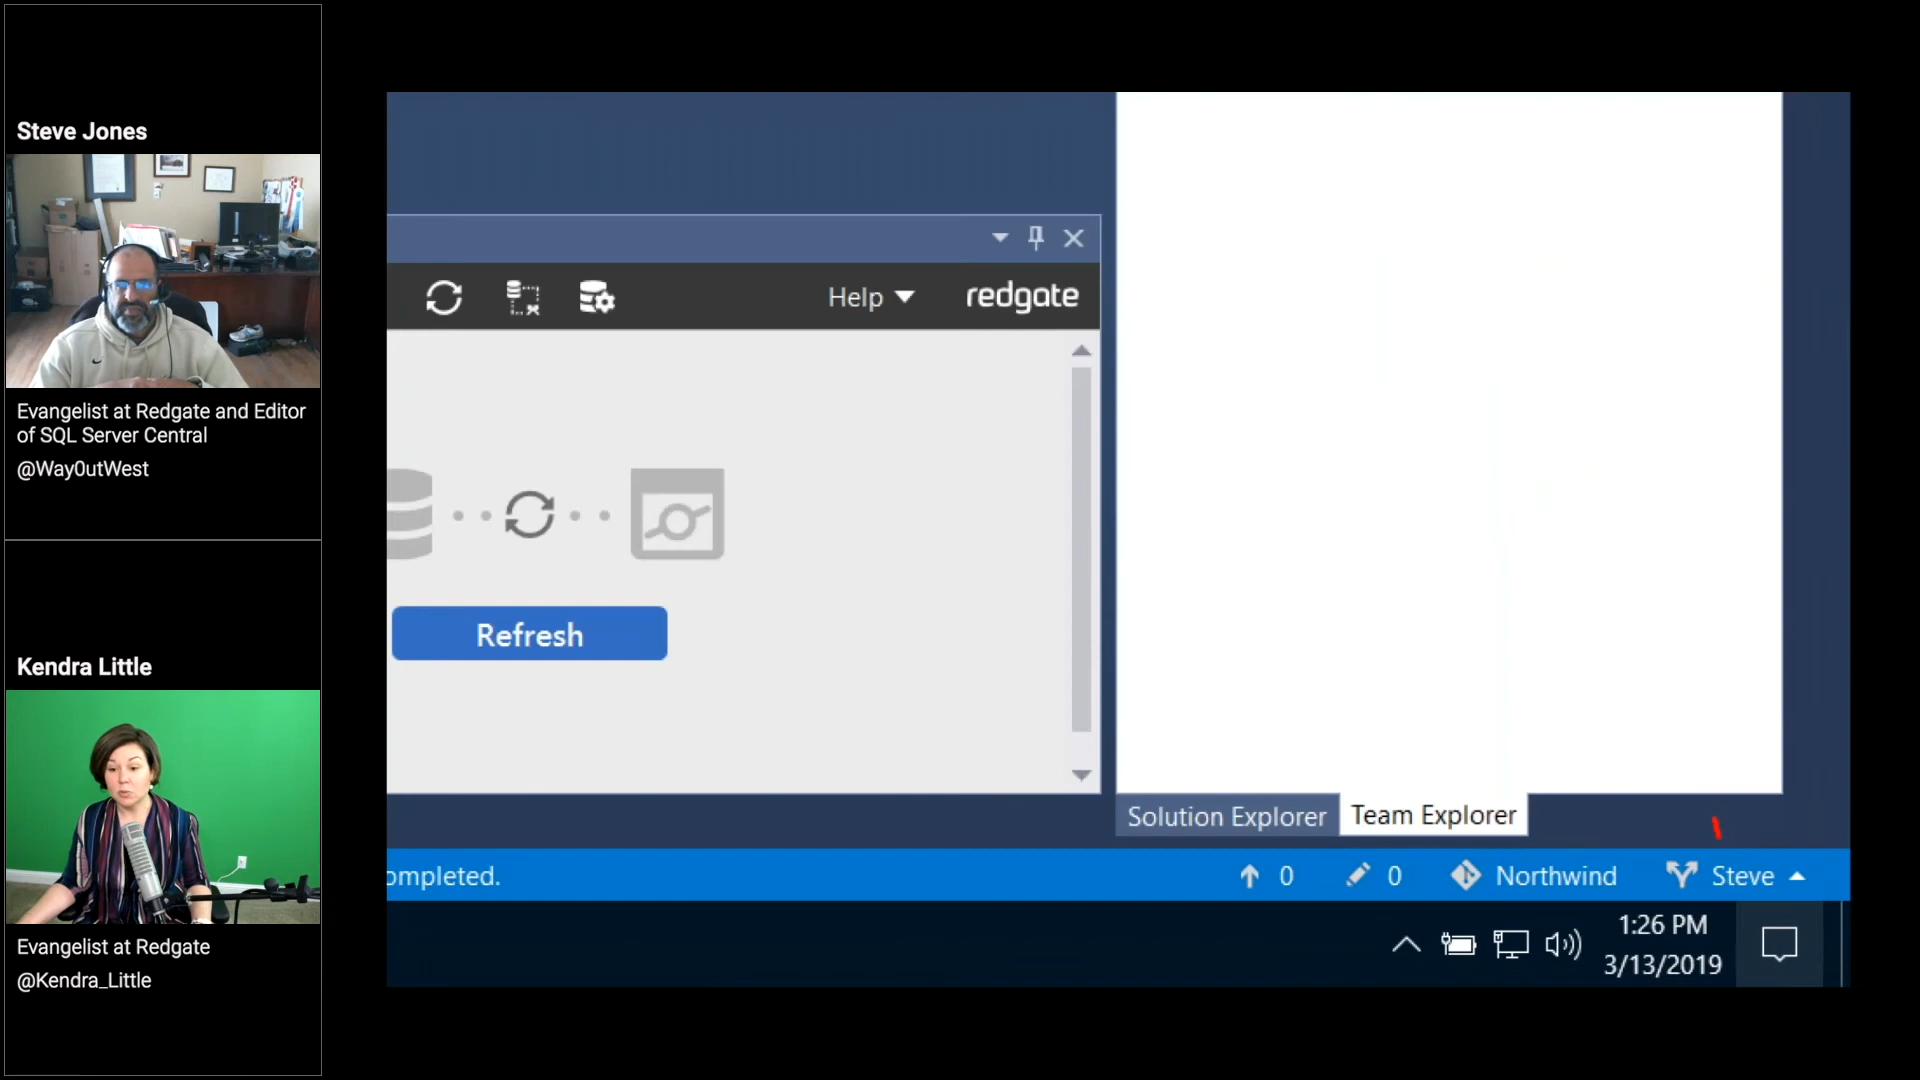 Steve Jones
Evangelist at Redgate and Editor
of SQL Server Central
@Way0utWest
Kendra Little
Evangelist at Redgate
@Kendra_Little
Help
redgate
Refresh
Solution Explorer
Team Explorer
ompleted.
0
0
Northwind
Steve
1:26 PM
3/13/2019